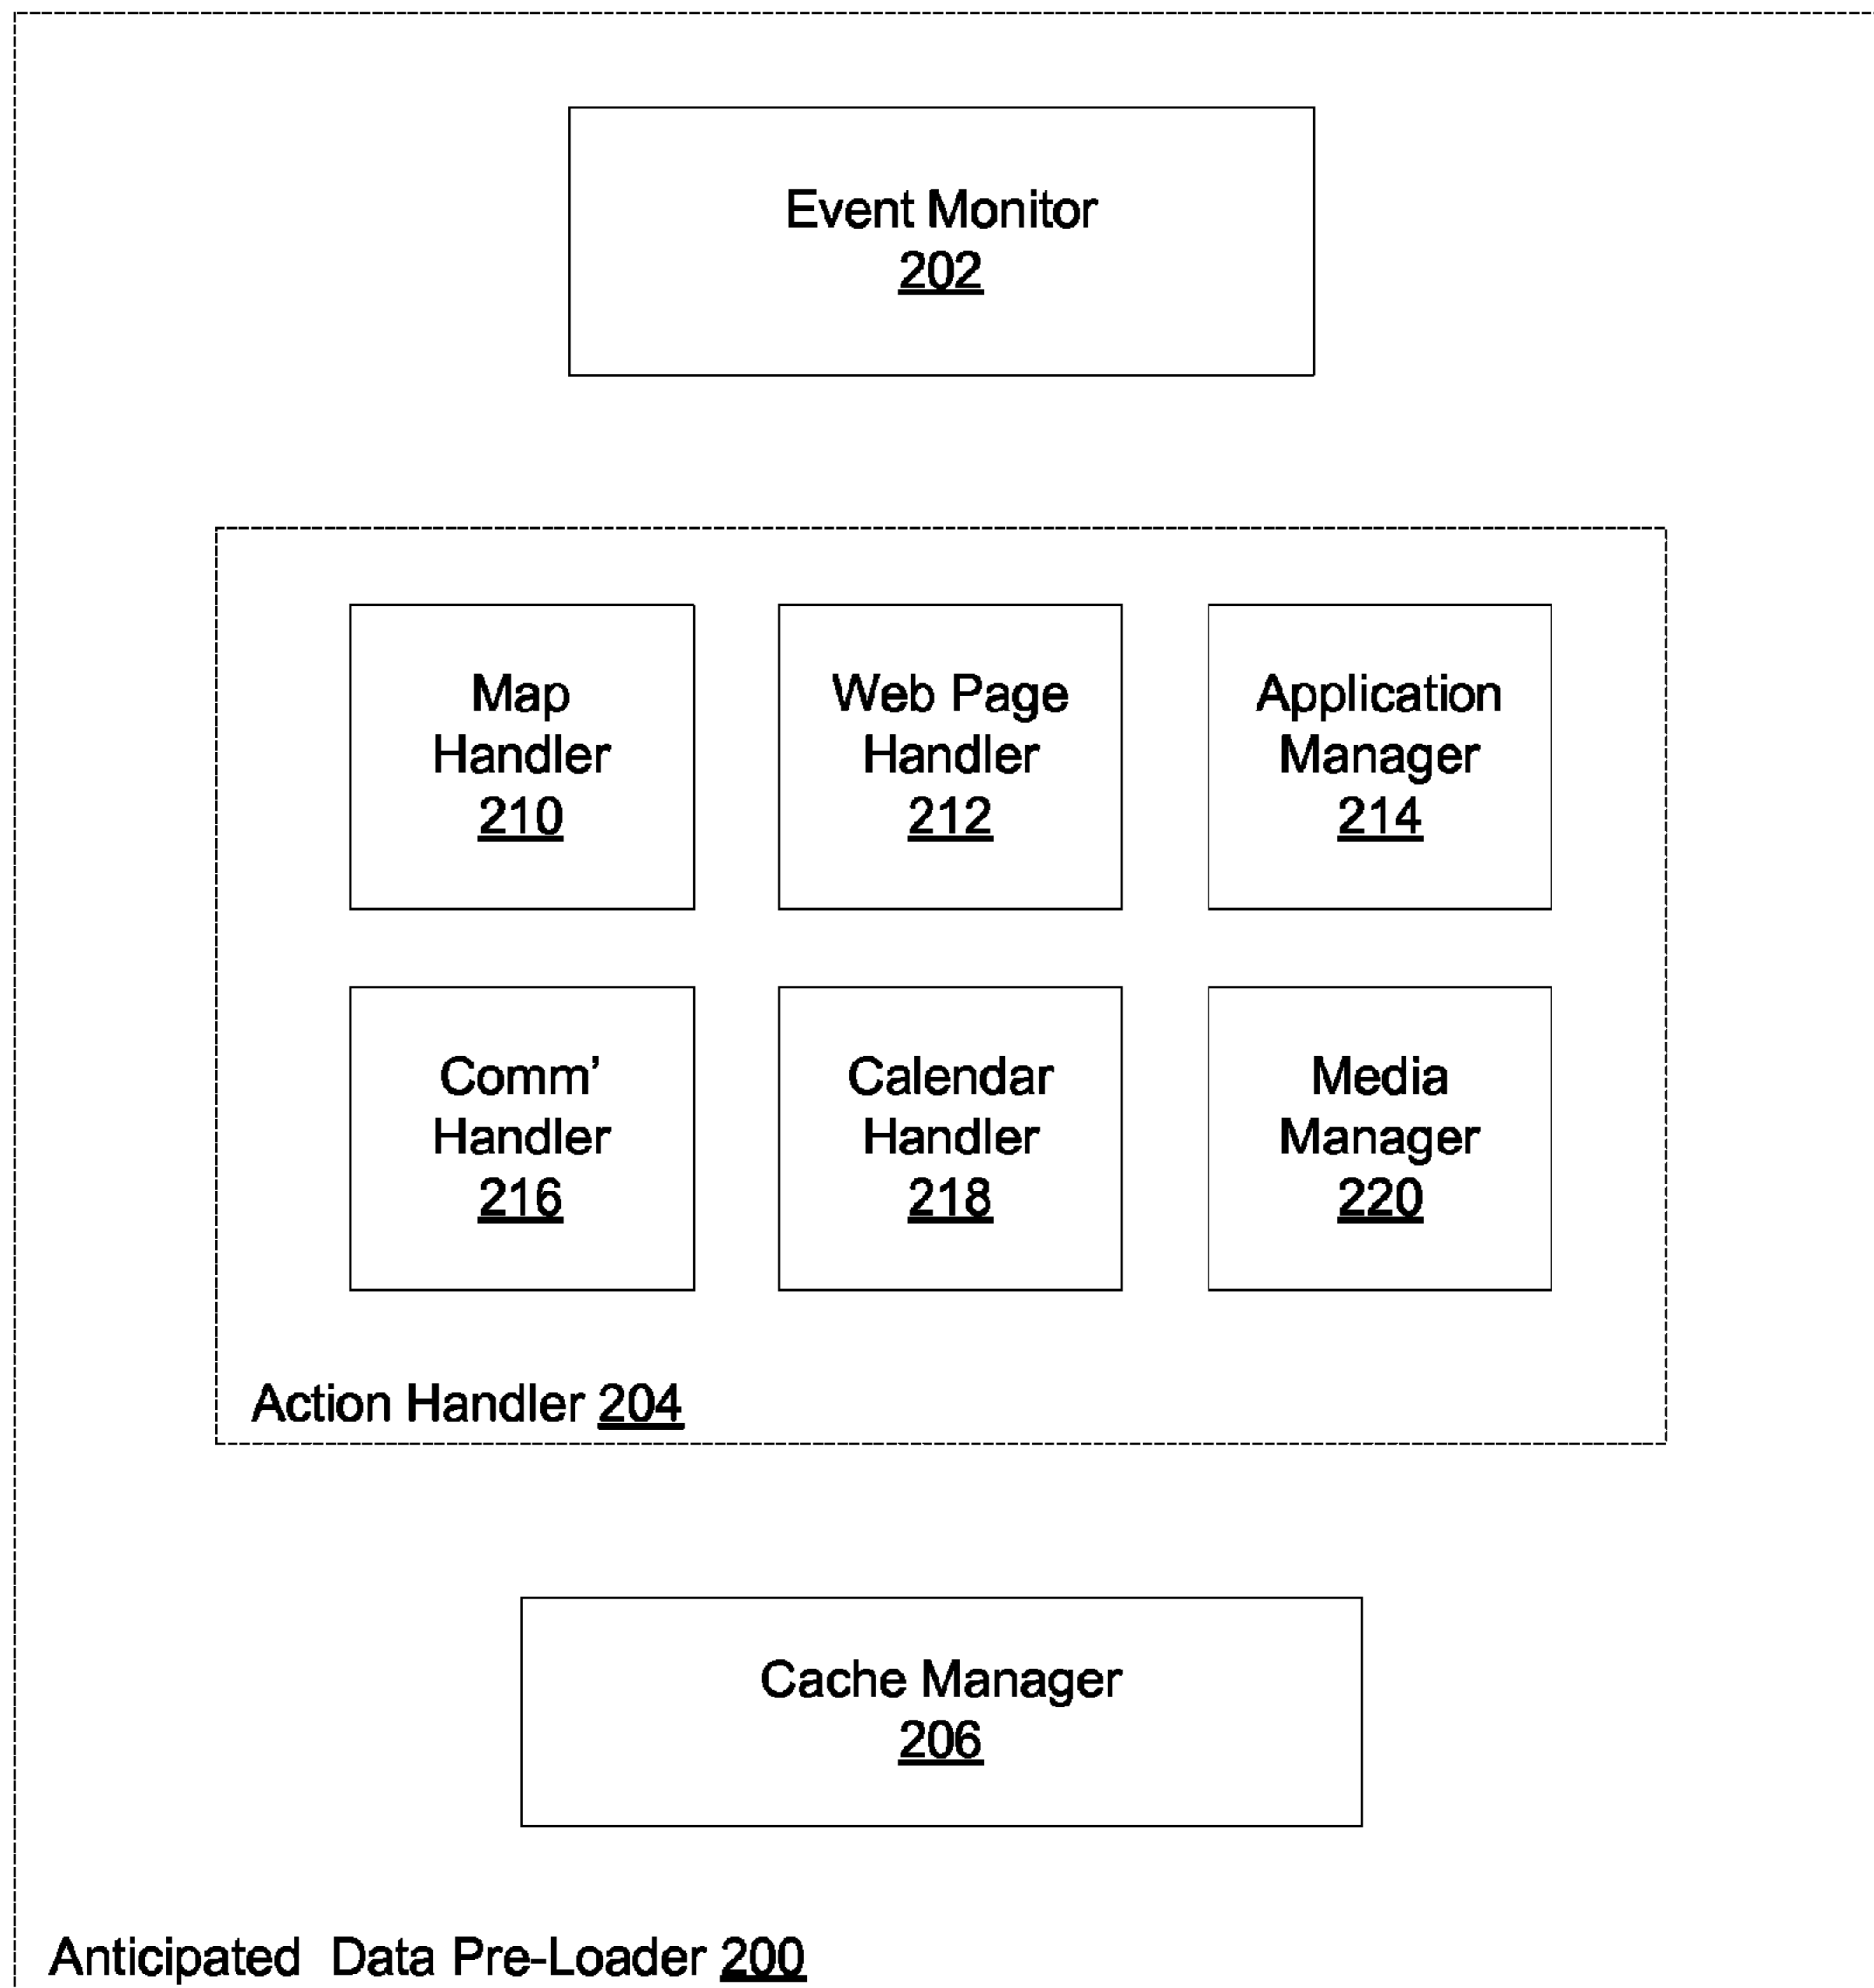 Event Monitor
202
Map
Handler
210
Web Page
Handler
212
Application
Manager
214
Comm’
Handler
216
Calendar
Handler
218
Media
Manager
220
Action Handler 204
Cache Manager
206
Anticipated Data Pre-Loader 200